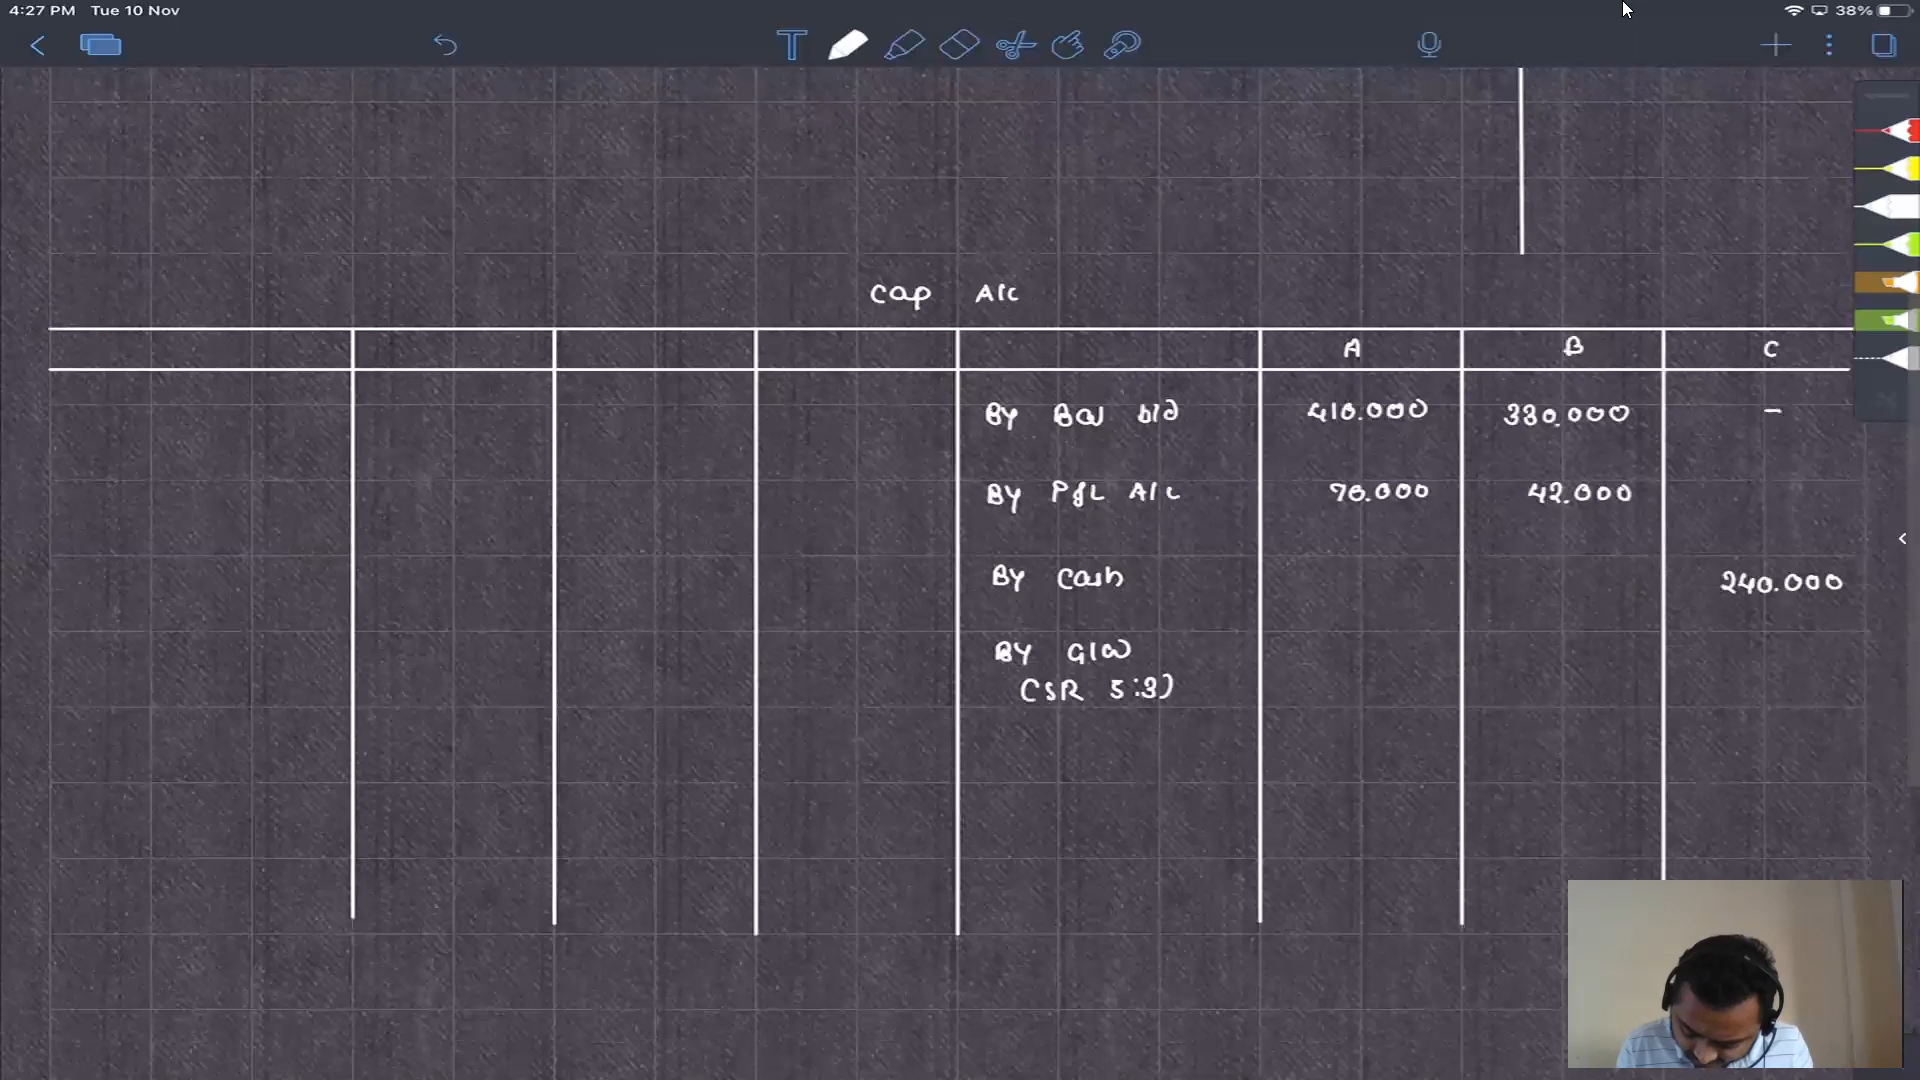 4:27 PM Tue 10 Nov
38%
T
Cap A/c
A B C
By Bal b/d 410.000 330.000 -
By P&L A/c 70.000 42.000
By Cash 240.000
By G/W
(SR 5:3)